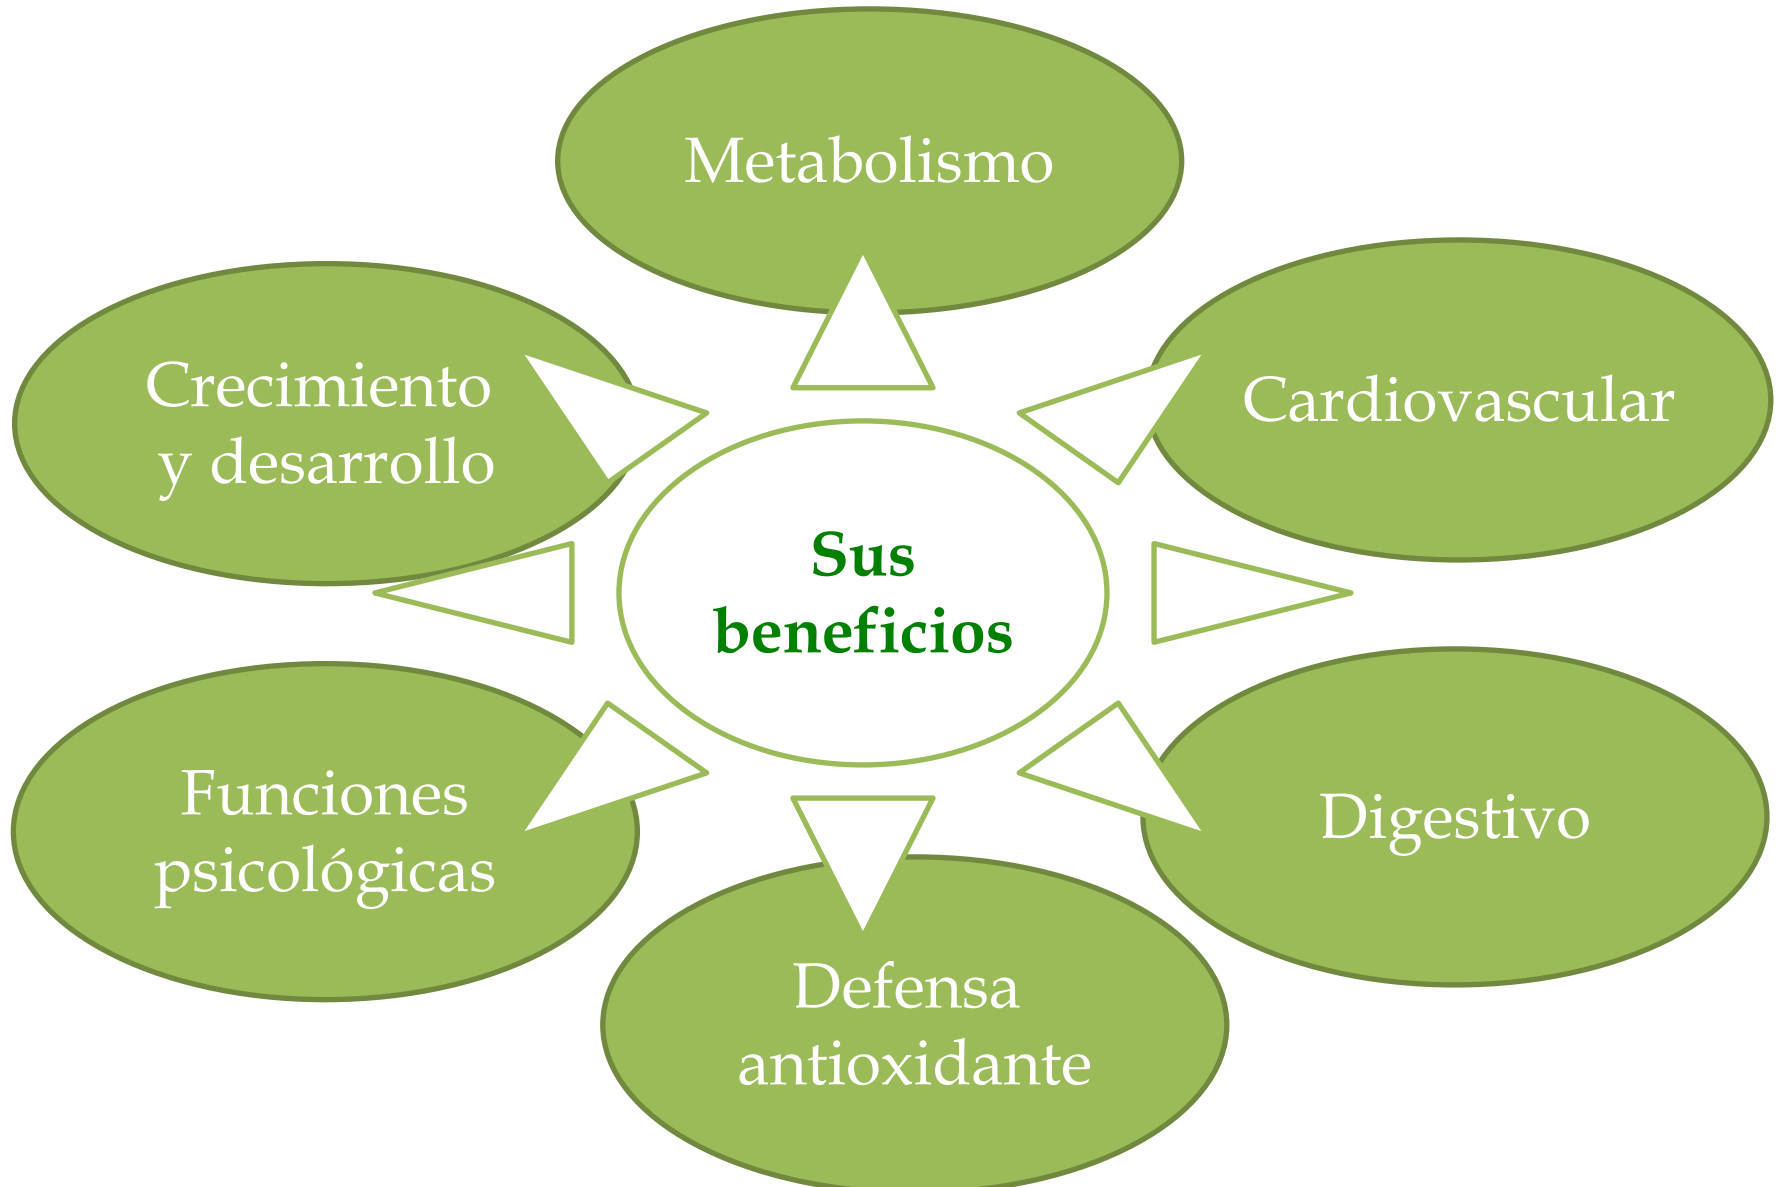 Metabolismo
Crecimiento
y desarrollo
Cardiovascular
Sus
beneficios
Funciones
psicológicas
Digestivo
Defensa
antioxidante